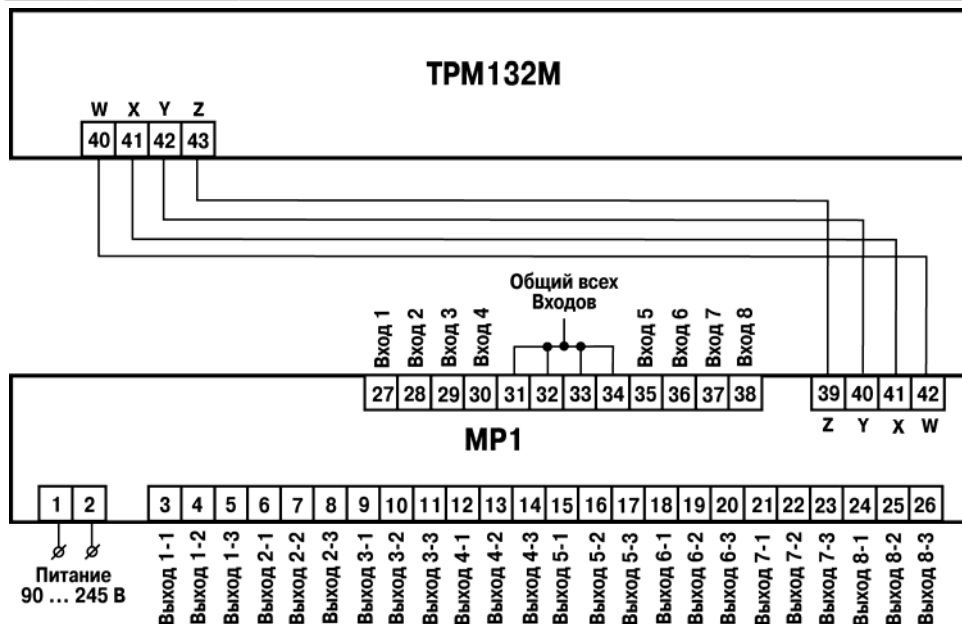 ТРМ132М
W X Y Z
40 41 42 43
Общий всех
Входов
Вход 1
Вход 2
Вход 3
Вход 4
Вход 5
Вход 6
Вход 7
Вход 8
27 28 29 30 31 32 33 34 35 36 37 38
39 40 41 42
Z Y X W
МР1
1 2
3 4 5 6 7 8 9 10 11 12 13 14 15 16 17 18 19 20 21 22 23 24 25 26
Питание
90 ... 245 В
Выход 1-1
Выход 1-2
Выход 1-3
Выход 2-1
Выход 2-2
Выход 2-3
Выход 3-1
Выход 3-2
Выход 3-3
Выход 4-1
Выход 4-2
Выход 4-3
Выход 5-1
Выход 5-2
Выход 5-3
Выход 6-1
Выход 6-2
Выход 6-3
Выход 7-1
Выход 7-2
Выход 7-3
Выход 8-1
Выход 8-2
Выход 8-3